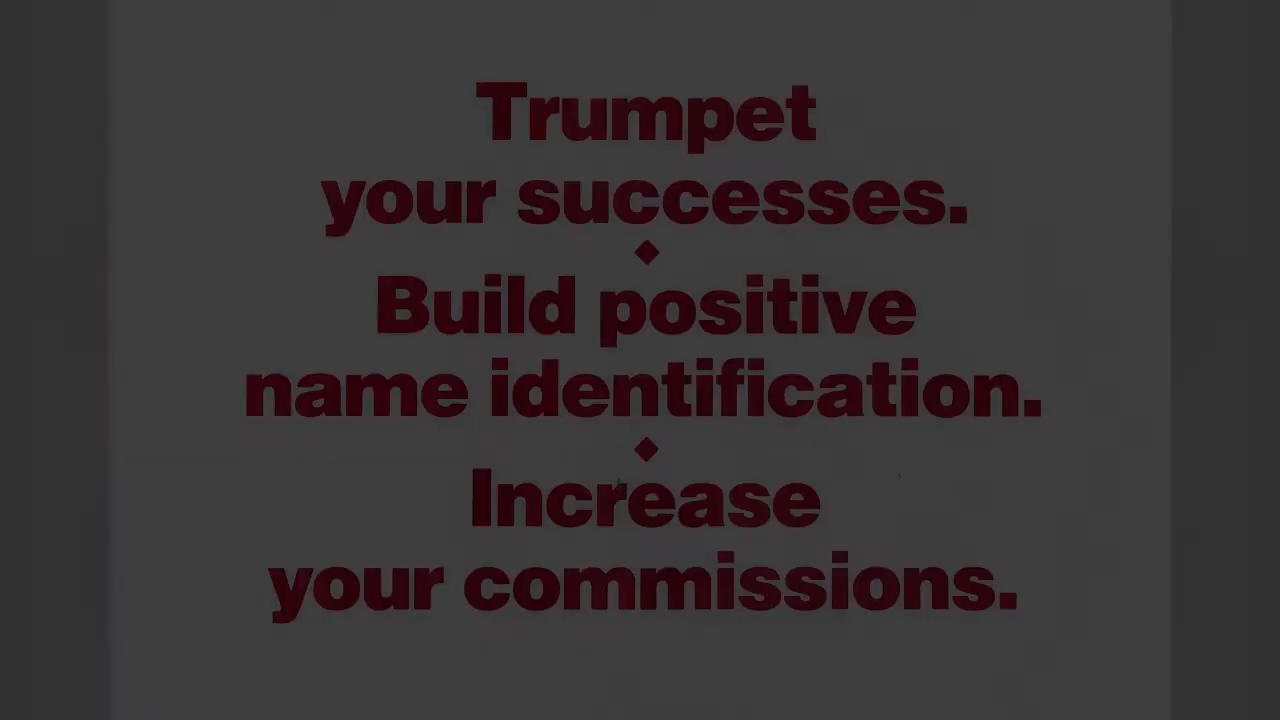 Trumpet
your successes.
◆
Build positive
name identification.
◆
Increase
your commissions.